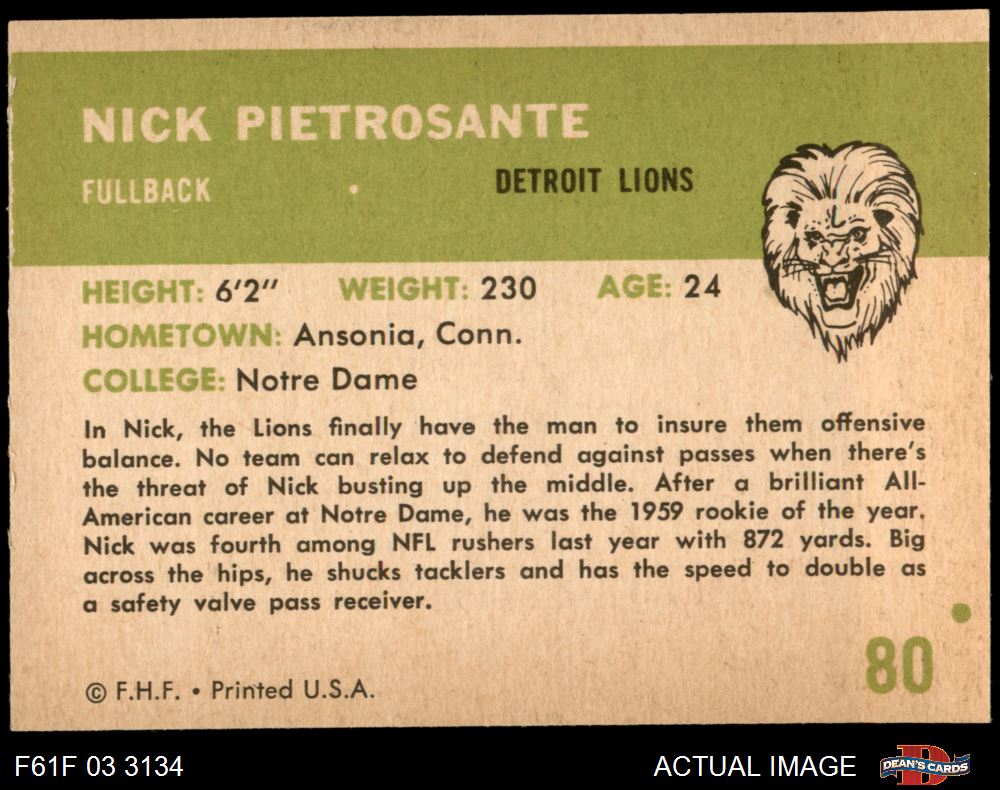 NICK PIETROSANTE
FULLBACK DETROIT LIONS
HEIGHT: 6'2" WEIGHT: 230 AGE: 24
HOMETOWN: Ansonia, Conn.
COLLEGE: Notre Dame
In Nick, the Lions finally have the man to insure them offensive
balance. No team can relax to defend against passes when there's
the threat of Nick busting up the middle. After a brilliant All-
American career at Notre Dame, he was the 1959 rookie of the year.
Nick was fourth among NFL rushers last year with 872 yards. Big
across the hips, he shucks tacklers and has the speed to double as
a safety valve pass receiver.
80
© F.H.F. • Printed U.S.A.
F61F 03 3134 ACTUAL IMAGE DEAN'S CARDS